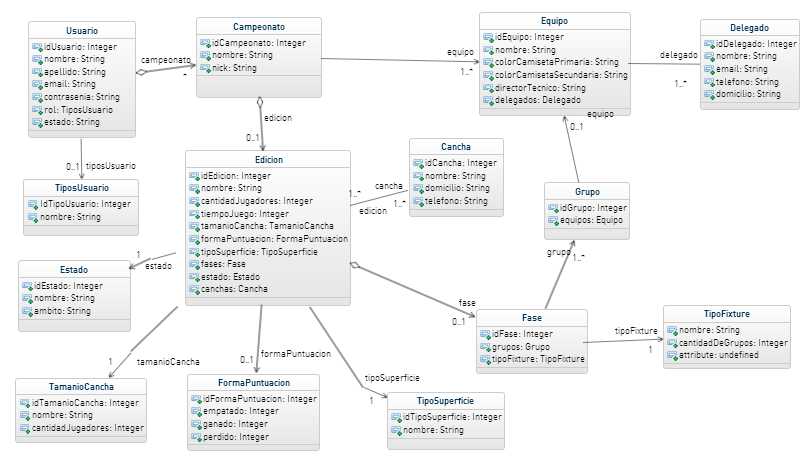 Usuario
idUsuario: Integer
nombre: String
apellido: String
email: String
contrasenia: String
rol: TiposUsuario
estado: String
campeonato
*
Campeonato
idCampeonato: Integer
nombre: String
nick: String
equipo
1..*
Equipo
idEquipo: Integer
nombre: String
colorCamisetaPrimaria: String
colorCamisetaSecundaria: String
directorTecnico: String
delegados: Delegado
delegado
1..*
Delegado
idDelegado: Integer
nombre: String
email: String
telefono: String
domicilio: String
equipo
0..1
edicion
0..1
0..1
tiposUsuario
TiposUsuario
IdTipoUsuario: Integer
nombre: String
Edicion
idEdicion: Integer
nombre: String
cantidadJugadores: Integer
tiempoJuego: Integer
tamanioCancha: TamanioCancha
formaPuntuacion: FormaPuntuacion
tipoSuperficie: TipoSuperficie
fases: Fase
estado: Estado
canchas: Cancha
1..*
cancha
edicion
1..*
Cancha
idCancha: Integer
nombre: String
domicilio: String
telefono: String
Grupo
idGrupo: Integer
equipos: Equipo
grupo
1..*
1
estado
Estado
idEstado: Integer
nombre: String
ambito: String
fase
0..1
Fase
idFase: Integer
grupos: Grupo
tipoFixture: TipoFixture
tipoFixture
1
TipoFixture
nombre: String
cantidadDeGrupos: Integer
attribute: undefined
1
tamanioCancha
0..1
formaPuntuacion
tipoSuperficie
1
TamanioCancha
idTamanioCancha: Integer
nombre: String
cantidadJugadores: Integer
FormaPuntuacion
idFormaPuntuacion: Integer
empatado: Integer
ganado: Integer
perdido: Integer
TipoSuperficie
idTipoSuperficie: Integer
nombre: String